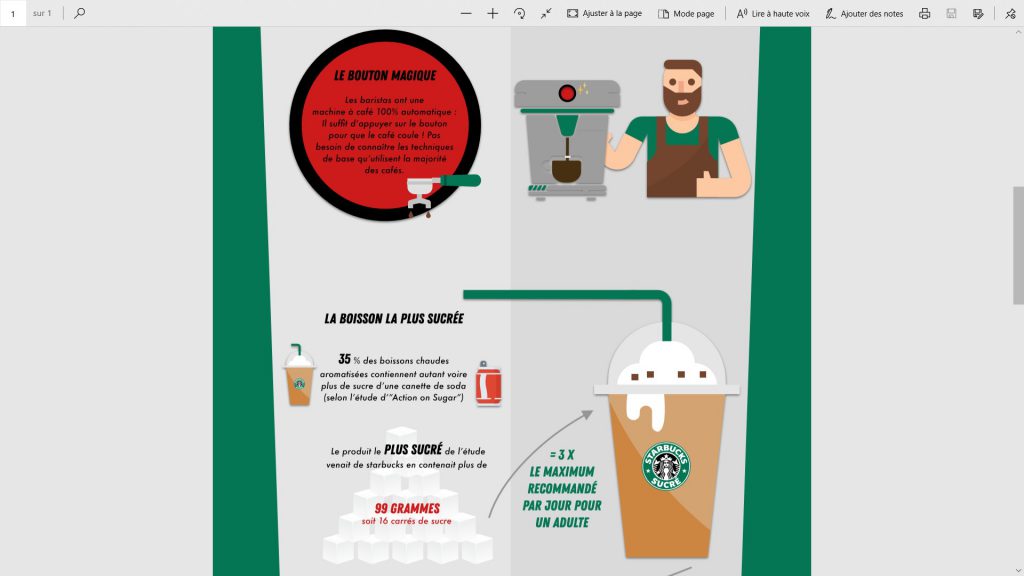 1 sur 1
Ajuster à la page
Mode page
Lire à haute voix
Ajouter des notes
LE BOUTON MAGIQUE
Les baristas ont une
machine à café 100% automatique :
Il suffit d'appuyer sur le bouton
pour que le café coule ! Pas
besoin de connaître les techniques
de base qu'utilisent la majorité
des cafés.
LA BOISSON LA PLUS SUCRÉE
35 % des boissons chaudes
aromatisées contiennent autant voire
plus de sucre d'une canette de soda
(selon l'étude d'"Action on Sugar")
Le produit le PLUS SUCRÉ de l'étude
venait de starbucks en contenait plus de
99 GRAMMES
soit 16 carrés de sucre
= 3 X
LE MAXIMUM
RECOMMANDÉ
PAR JOUR POUR
UN ADULTE
STARBUCKS
SUCRÉ